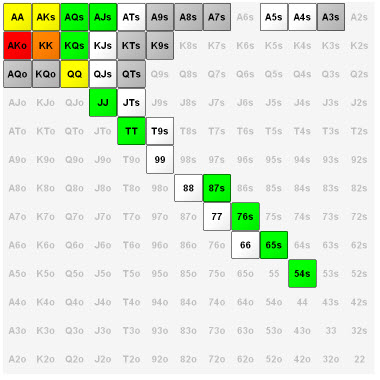 AA AKs AQs AJs ATs A9s A8s A7s A6s A5s A4s A3s A2s
AKo KK KQs KJs KTs K9s K8s K7s K6s K5s K4s K3s K2s
AQo KQo QQ QJs QTs Q9s Q8s Q7s Q6s Q5s Q4s Q3s Q2s
AJo KJo QJo JJ JTs J9s J8s J7s J6s J5s J4s J3s J2s
ATo KTo QTo JTo TT T9s T8s T7s T6s T5s T4s T3s T2s
A9o K9o Q9o J9o T9o 99 98s 97s 96s 95s 94s 93s 92s
A8o K8o Q8o J8o T8o 98o 88 87s 86s 85s 84s 83s 82s
A7o K7o Q7o J7o T7o 97o 87o 77 76s 75s 74s 73s 72s
A6o K6o Q6o J6o T6o 96o 86o 76o 66 65s 64s 63s 62s
A5o K5o Q5o J5o T5o 95o 85o 75o 65o 55 54s 53s 52s
A4o K4o Q4o J4o T4o 94o 84o 74o 64o 54o 44 43s 42s
A3o K3o Q3o J3o T3o 93o 83o 73o 63o 53o 43o 33 32s
A2o K2o Q2o J2o T2o 92o 82o 72o 62o 52o 42o 32o 22